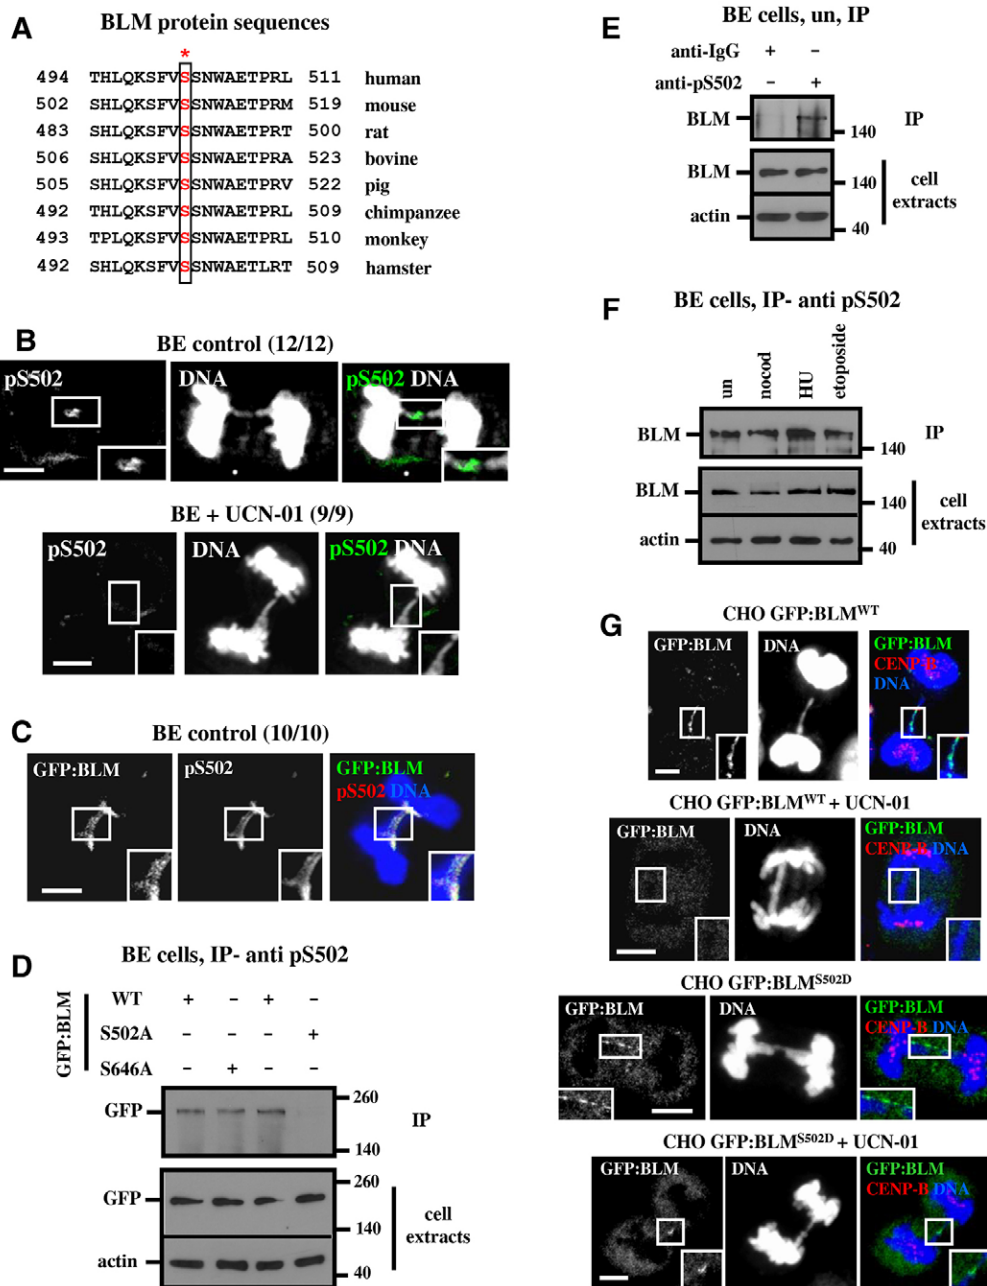 A
BLM protein sequences
*
494 THLQKSFVSSNWAETPRL 511 human
502 SHLQKSFVSSNWAETPRM 519 mouse
483 SHLQKSFVSSNWAETPRT 500 rat
506 SHLQKSFVSSNWAETPRA 523 bovine
505 SHLQKSFVSSNWAETPRV 522 pig
492 THLQKSFVSSNWAETPRL 509 chimpanzee
493 TPLQKSFVSSNWAETPRL 510 monkey
492 SHLQKSFVSSNWAETLRT 509 hamster
B
BE control (12/12)
pS502
DNA
pS502 DNA
BE + UCN-01 (9/9)
pS502
DNA
pS502 DNA
C
BE control (10/10)
GFP:BLM
pS502
GFP:BLM
pS502 DNA
D
BE cells, IP- anti pS502
GFP:BLM
WT + – + –
S502A – – – +
S646A – + – –
GFP
260
140
IP
GFP
260
140
actin
40
cell
extracts
E
BE cells, un, IP
anti-IgG + –
anti-pS502 – +
BLM
140
IP
BLM
140
actin
40
cell
extracts
F
BE cells, IP- anti pS502
un
nocod
HU
etoposide
BLM
140
IP
BLM
140
actin
40
cell
extracts
G
CHO GFP:BLM^WT
GFP:BLM
DNA
GFP:BLM
CENP-B
DNA
CHO GFP:BLM^WT + UCN-01
GFP:BLM
DNA
GFP:BLM
CENP-B DNA
CHO GFP:BLM^S502D
GFP:BLM
DNA
GFP:BLM
CENP-B DNA
CHO GFP:BLM^S502D + UCN-01
GFP:BLM
DNA
GFP:BLM
CENP-B DNA